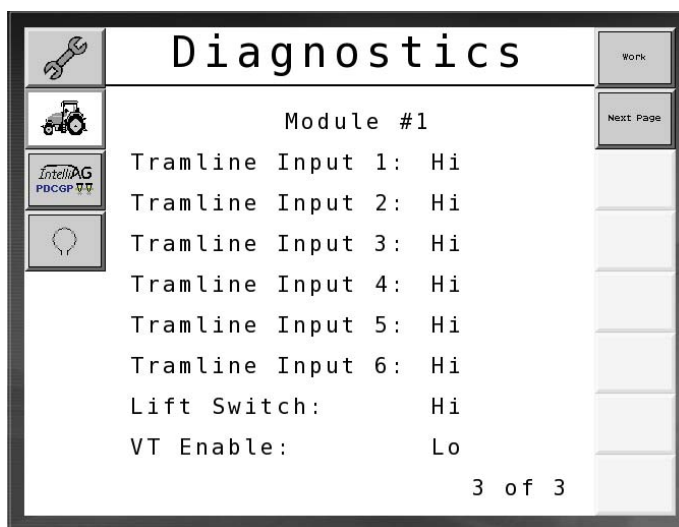 Diagnostics
Work
Next Page
IntelliAG
PDCGP
Module #1
Tramline Input 1: Hi
Tramline Input 2: Hi
Tramline Input 3: Hi
Tramline Input 4: Hi
Tramline Input 5: Hi
Tramline Input 6: Hi
Lift Switch: Hi
VT Enable: Lo
3 of 3